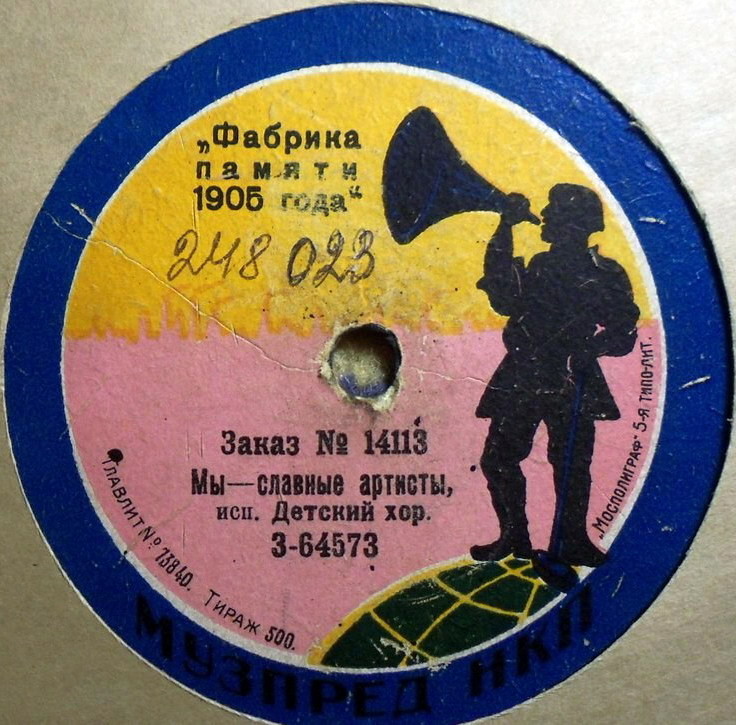 „Фабрика
памяти
1905 года“
248 023
Заказ № 14113
Мы—славные артисты,
исп. Детский хор.
3-64573
Главлит № 73840. Тираж 500.
„Мосполиграф“ 5-я типо-лит.
МУЗПРЕД НКП